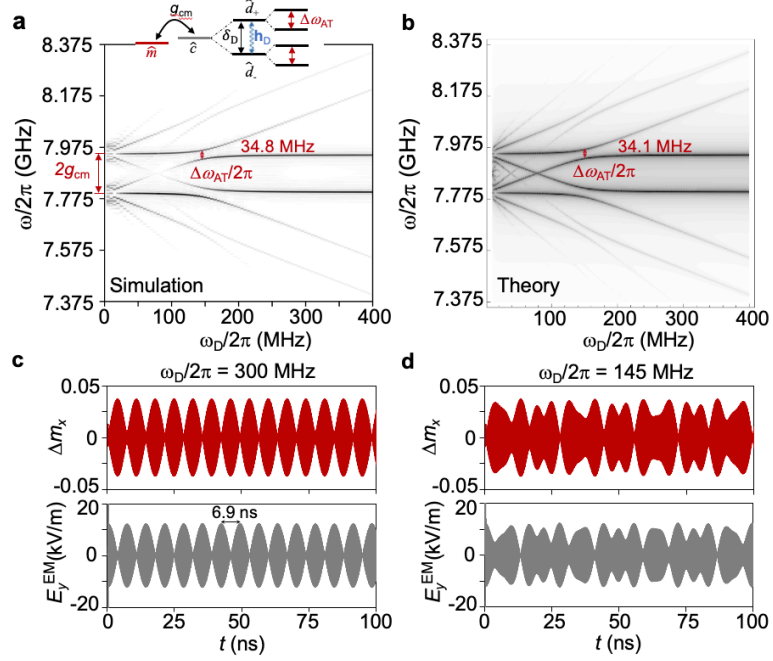 a
g_cm
m̂
ĉ
δ_D
h_D
d̂_+
d̂_-
Δω_AT
8.375
8.175
7.975
7.775
7.575
7.375
ω/2π (GHz)
2g_cm
34.8 MHz
Δω_AT/2π
Simulation
0 100 200 300 400
ω_D/2π (MHz)
b
8.375
8.175
7.975
7.775
7.575
7.375
ω/2π (GHz)
34.1 MHz
Δω_AT/2π
Theory
100 200 300 400
ω_D/2π (MHz)
c
ω_D/2π = 300 MHz
0.05
0
-0.05
Δm_x
20
0
-20
E_y^EM(kV/m)
6.9 ns
0 25 50 75 100
t (ns)
d
ω_D/2π = 145 MHz
0.05
0
-0.05
Δm_x
20
0
-20
E_y^EM(kV/m)
0 25 50 75 100
t (ns)